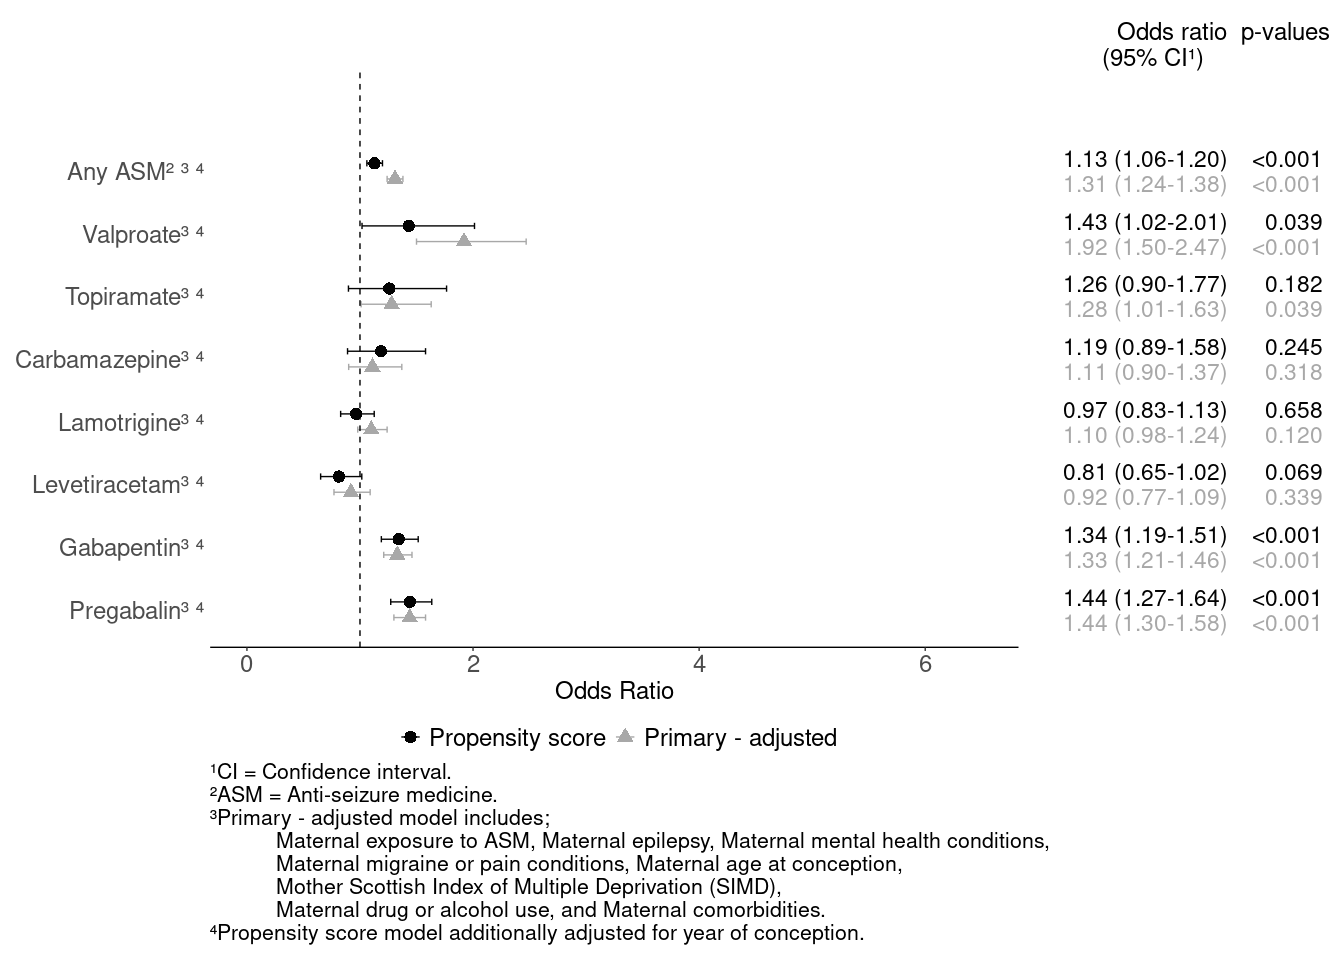 Odds ratio p-values
(95% CI¹)
Any ASM² ³ ⁴ 1.13 (1.06-1.20) <0.001
1.31 (1.24-1.38) <0.001
Valproate³ ⁴ 1.43 (1.02-2.01) 0.039
1.92 (1.50-2.47) <0.001
Topiramate³ ⁴ 1.26 (0.90-1.77) 0.182
1.28 (1.01-1.63) 0.039
Carbamazepine³ ⁴ 1.19 (0.89-1.58) 0.245
1.11 (0.90-1.37) 0.318
Lamotrigine³ ⁴ 0.97 (0.83-1.13) 0.658
1.10 (0.98-1.24) 0.120
Levetiracetam³ ⁴ 0.81 (0.65-1.02) 0.069
0.92 (0.77-1.09) 0.339
Gabapentin³ ⁴ 1.34 (1.19-1.51) <0.001
1.33 (1.21-1.46) <0.001
Pregabalin³ ⁴ 1.44 (1.27-1.64) <0.001
1.44 (1.30-1.58) <0.001
0 2 4 6
Odds Ratio
Propensity score Primary - adjusted
¹CI = Confidence interval.
²ASM = Anti-seizure medicine.
³Primary - adjusted model includes;
Maternal exposure to ASM, Maternal epilepsy, Maternal mental health conditions,
Maternal migraine or pain conditions, Maternal age at conception,
Mother Scottish Index of Multiple Deprivation (SIMD),
Maternal drug or alcohol use, and Maternal comorbidities.
⁴Propensity score model additionally adjusted for year of conception.